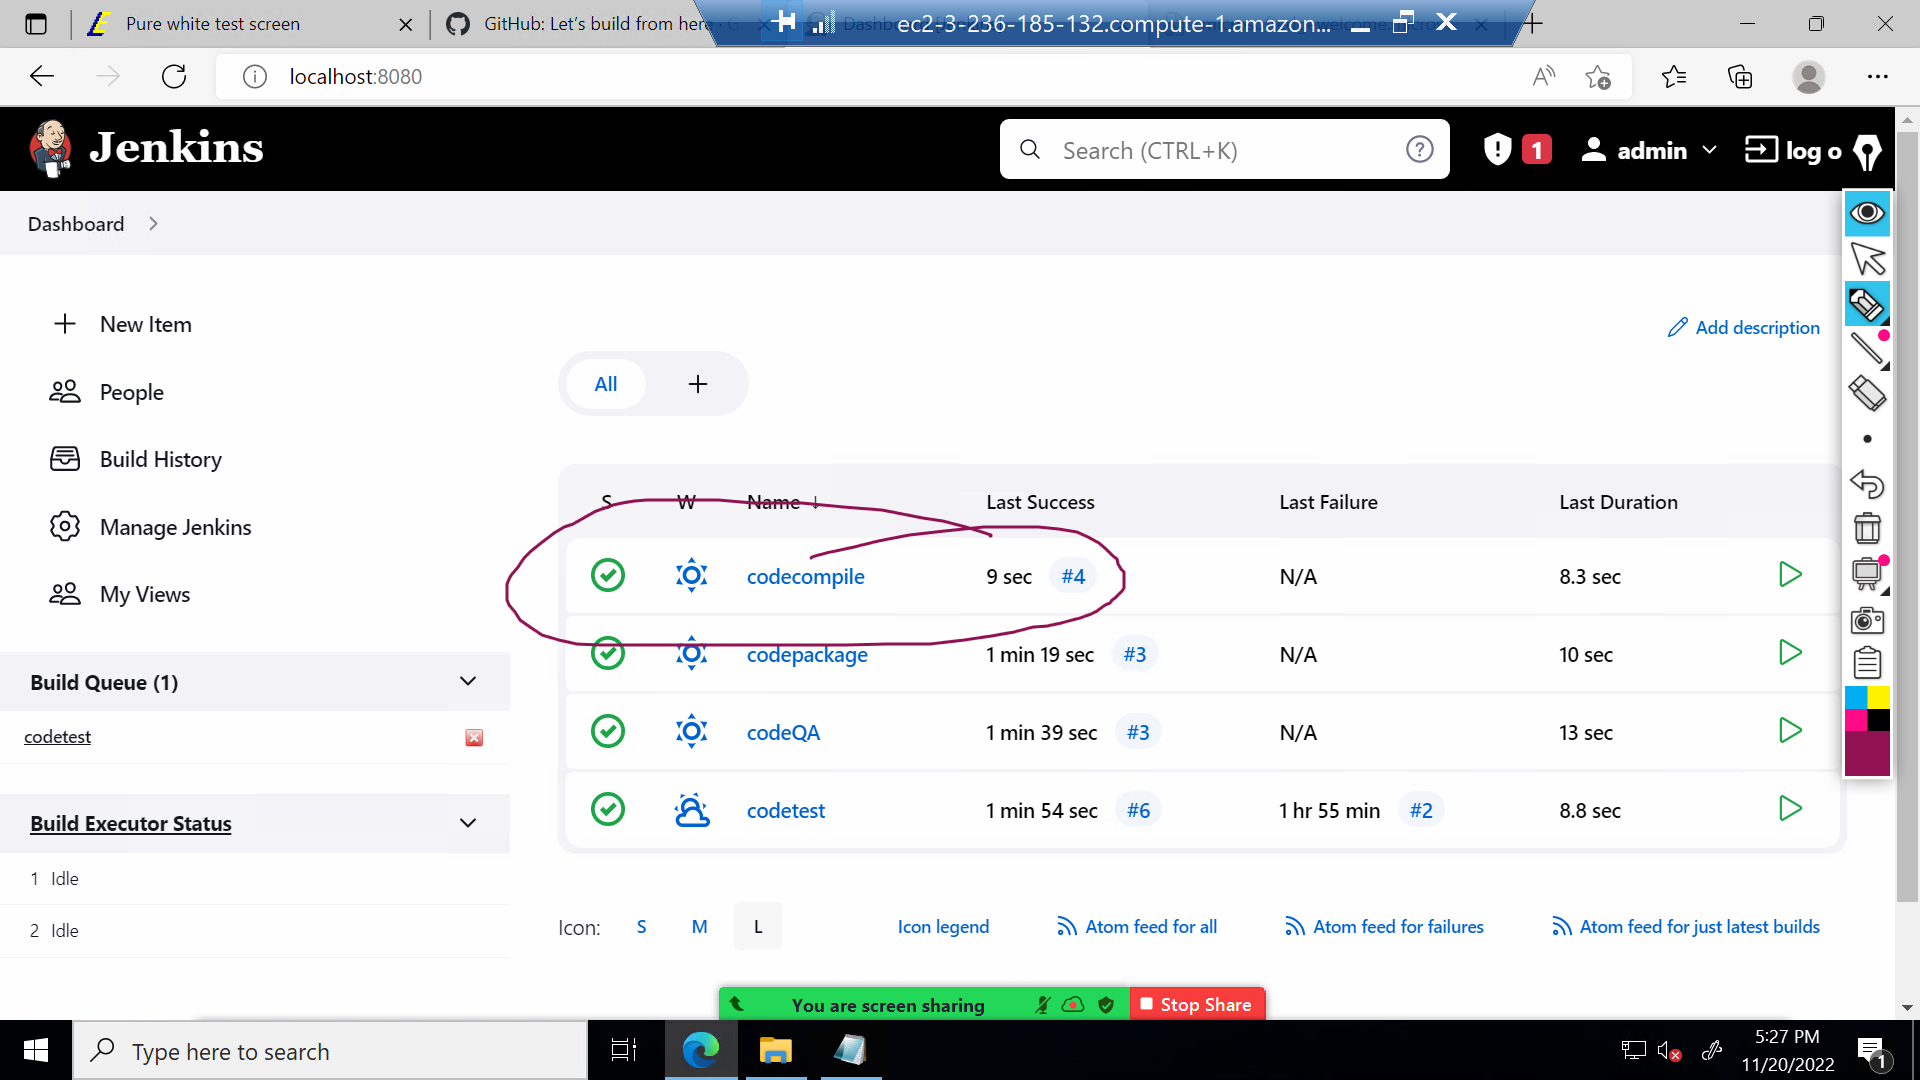 Pure white test screen
GitHub: Let's build from here
ec2-3-236-185-132.compute-1.amazon...
localhost:8080
Jenkins
Search (CTRL+K)
1
admin
log o
Dashboard
New Item
People
Build History
Manage Jenkins
My Views
Add description
All
S W Name ↓ Last Success Last Failure Last Duration
codecompile 9 sec #4 N/A 8.3 sec
codepackage 1 min 19 sec #3 N/A 10 sec
codeQA 1 min 39 sec #3 N/A 13 sec
codetest 1 min 54 sec #6 1 hr 55 min #2 8.8 sec
Build Queue (1)
codetest
Build Executor Status
1 Idle
2 Idle
Icon: S M L
Icon legend
Atom feed for all
Atom feed for failures
Atom feed for just latest builds
You are screen sharing
Stop Share
Type here to search
5:27 PM
11/20/2022
1